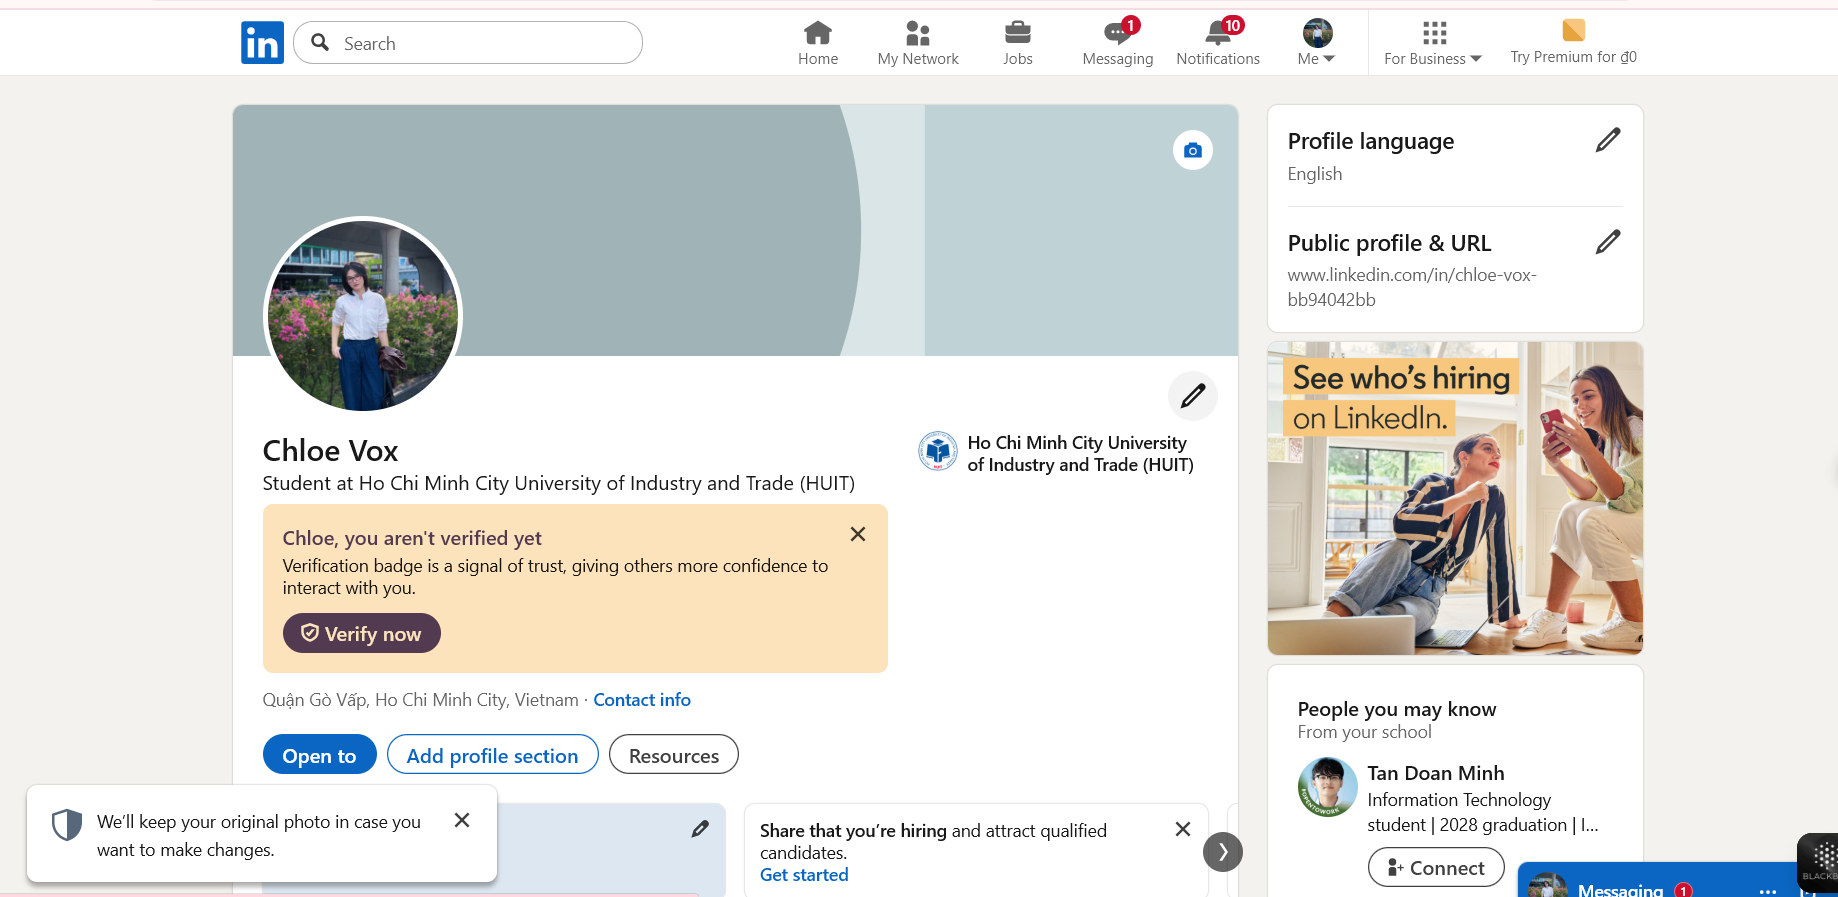 in
Search
Home
My Network
Jobs
1
Messaging
10
Notifications
Me
For Business
Try Premium for ₫0
Chloe Vox
Student at Ho Chi Minh City University of Industry and Trade (HUIT)
Ho Chi Minh City University
of Industry and Trade (HUIT)
Chloe, you aren't verified yet
Verification badge is a signal of trust, giving others more confidence to
interact with you.
Verify now
Quận Gò Vấp, Ho Chi Minh City, Vietnam · Contact info
Open to
Add profile section
Resources
We'll keep your original photo in case you
want to make changes.
Share that you're hiring and attract qualified
candidates.
Get started
Profile language
English
Public profile & URL
www.linkedin.com/in/chloe-vox-
bb94042bb
See who's hiring
on LinkedIn.
People you may know
From your school
Tan Doan Minh
Information Technology
student | 2028 graduation | I...
#OPENTOWORK
Connect
Messaging 1